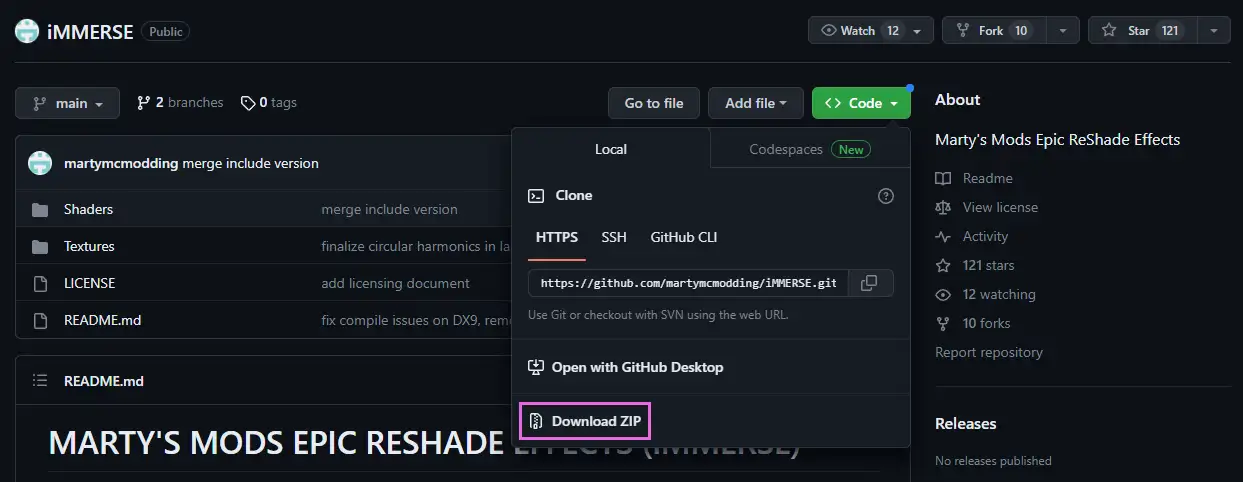 iMMERSE Public Watch 12 Fork 10 Star 121
main 2 branches 0 tags Go to file Add file Code
martymcmodding merge include version
Shaders merge include version
Textures finalize circular harmonics in la
LICENSE add licensing document
README.md fix compile issues on DX9, rem
README.md
MARTY'S MODS EPIC RESHADE EFFECTS (iMMERSE)
Local Codespaces New
Clone
HTTPS SSH GitHub CLI
https://github.com/martymcmodding/iMMERSE.git
Use Git or checkout with SVN using the web URL.
Open with GitHub Desktop
Download ZIP
About
Marty's Mods Epic ReShade Effects
Readme
View license
Activity
121 stars
12 watching
10 forks
Report repository
Releases
No releases published